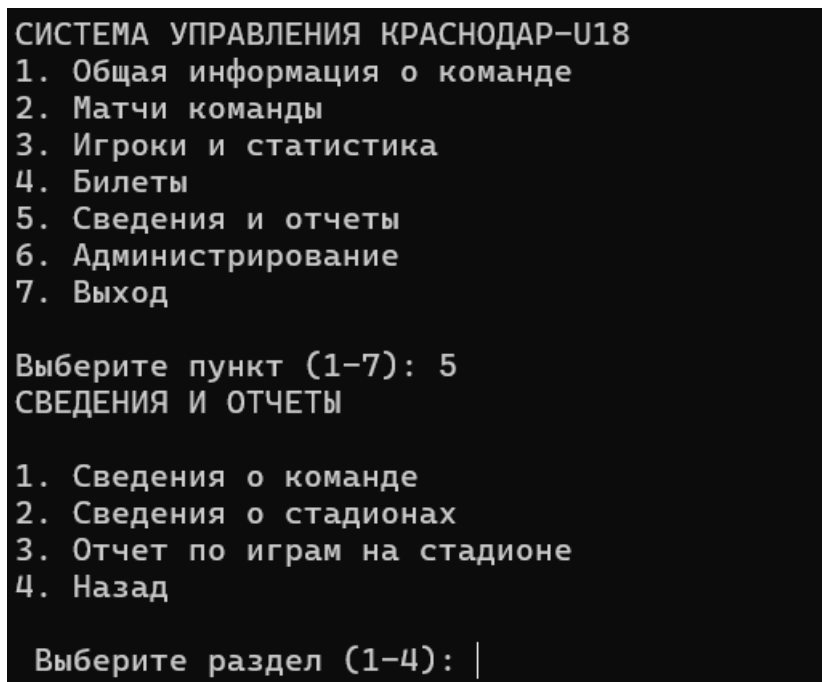 СИСТЕМА УПРАВЛЕНИЯ КРАСНОДАР-U18
1. Общая информация о команде
2. Матчи команды
3. Игроки и статистика
4. Билеты
5. Сведения и отчеты
6. Администрирование
7. Выход
Выберите пункт (1-7): 5
СВЕДЕНИЯ И ОТЧЕТЫ
1. Сведения о команде
2. Сведения о стадионах
3. Отчет по играм на стадионе
4. Назад
Выберите раздел (1-4):